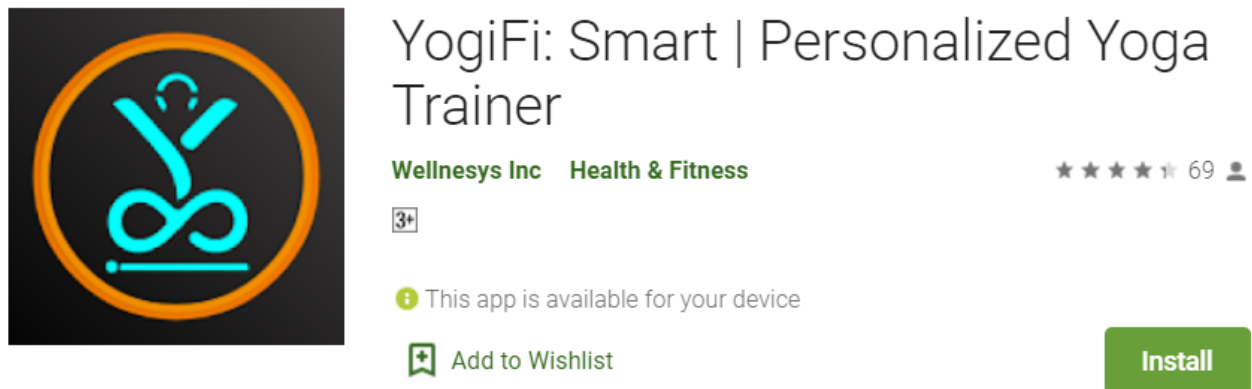 YogiFi: Smart | Personalized Yoga
Trainer
Wellnesys Inc Health & Fitness 69
3+
This app is available for your device
Add to Wishlist
Install